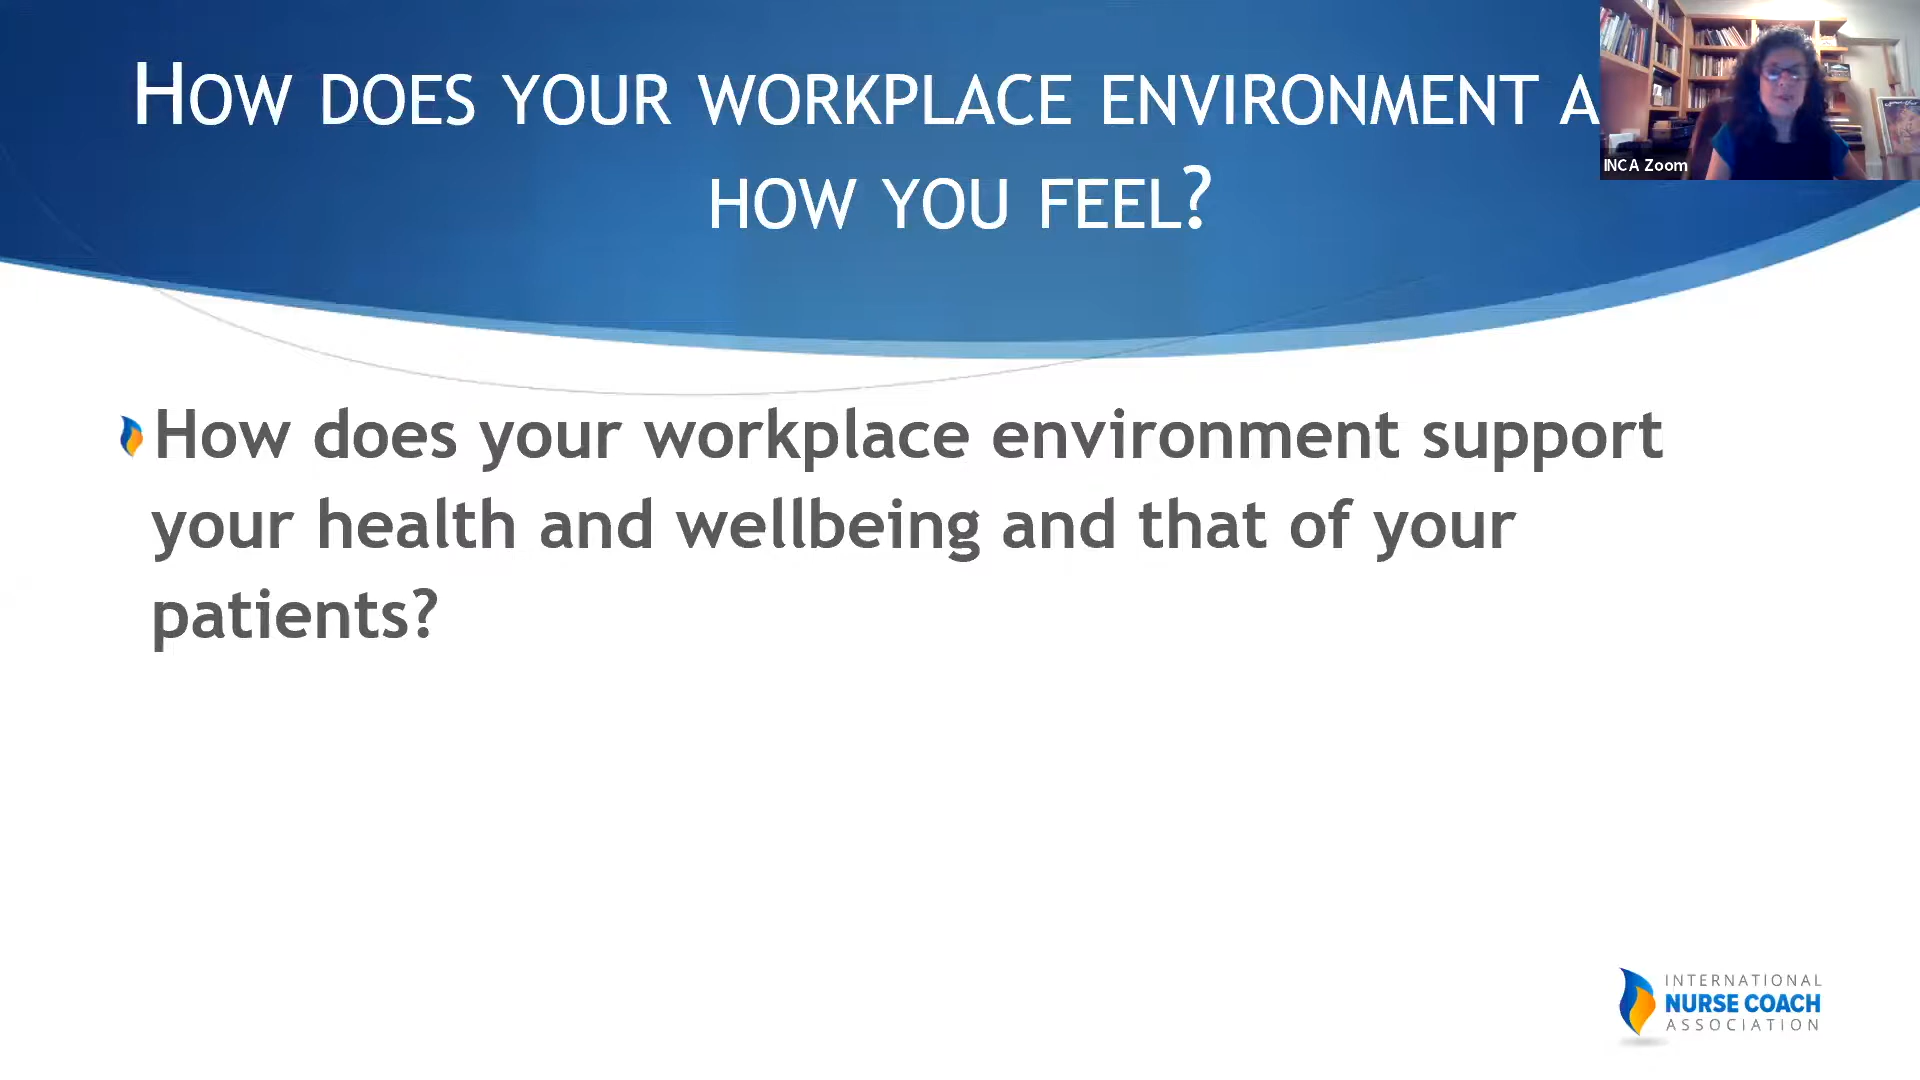 How does your workplace environment a
how you feel?
INCA Zoom
How does your workplace environment support
your health and wellbeing and that of your
patients?
INTERNATIONAL
NURSE COACH
ASSOCIATION